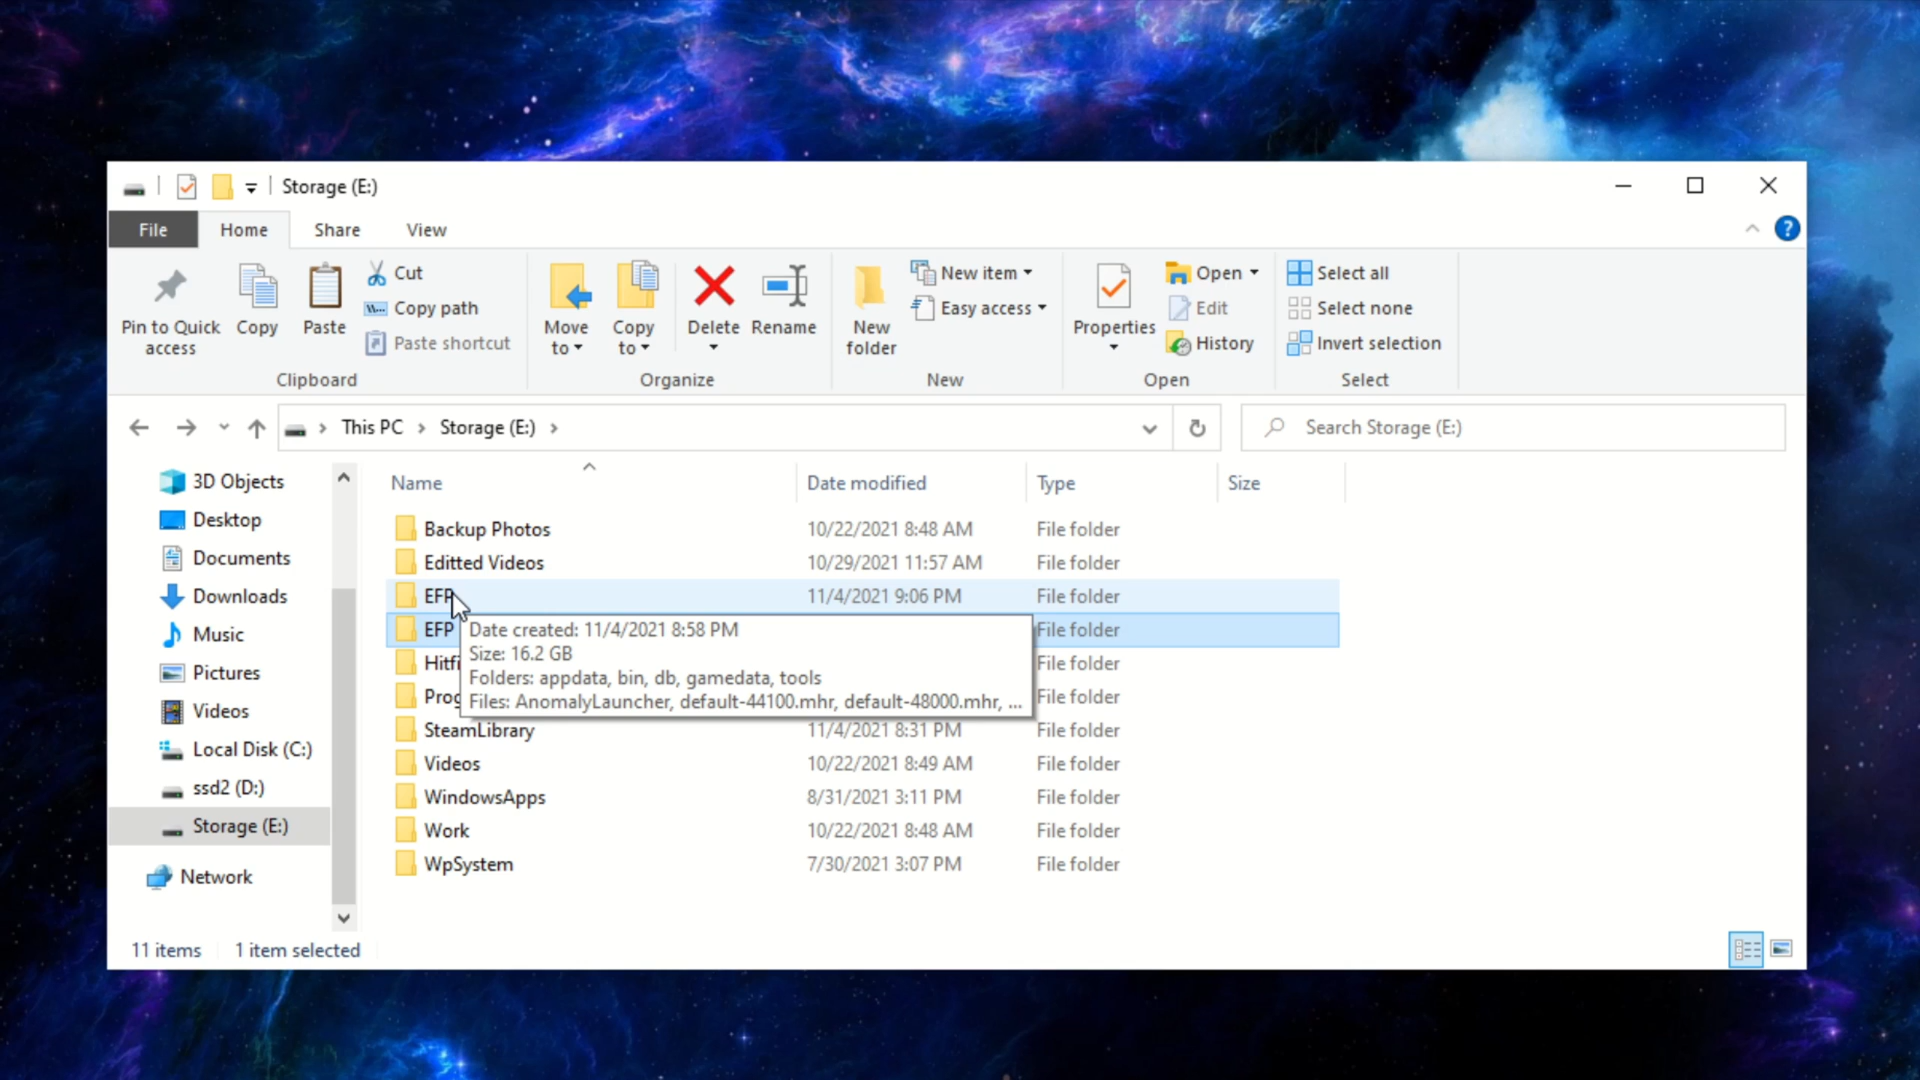 Storage (E:)
File Home Share View
?
Pin to Quick access
Copy
Paste
Cut
Copy path
Paste shortcut
Clipboard
Move to
Copy to
Delete
Rename
Organize
New folder
New item
Easy access
New
Properties
Open
Edit
History
Open
Select all
Select none
Invert selection
Select
This PC Storage (E:)
Search Storage (E:)
3D Objects
Desktop
Documents
Downloads
Music
Pictures
Videos
Local Disk (C:)
ssd2 (D:)
Storage (E:)
Network
Name Date modified Type Size
Backup Photos 10/22/2021 8:48 AM File folder
Editted Videos 10/29/2021 11:57 AM File folder
EFP 11/4/2021 9:06 PM File folder
EFP File folder
File folder
File folder
SteamLibrary 11/4/2021 8:31 PM File folder
Videos 10/22/2021 8:49 AM File folder
WindowsApps 8/31/2021 3:11 PM File folder
Work 10/22/2021 8:48 AM File folder
WpSystem 7/30/2021 3:07 PM File folder
Date created: 11/4/2021 8:58 PM
Size: 16.2 GB
Folders: appdata, bin, db, gamedata, tools
Files: AnomalyLauncher, default-44100.mhr, default-48000.mhr, ...
11 items 1 item selected